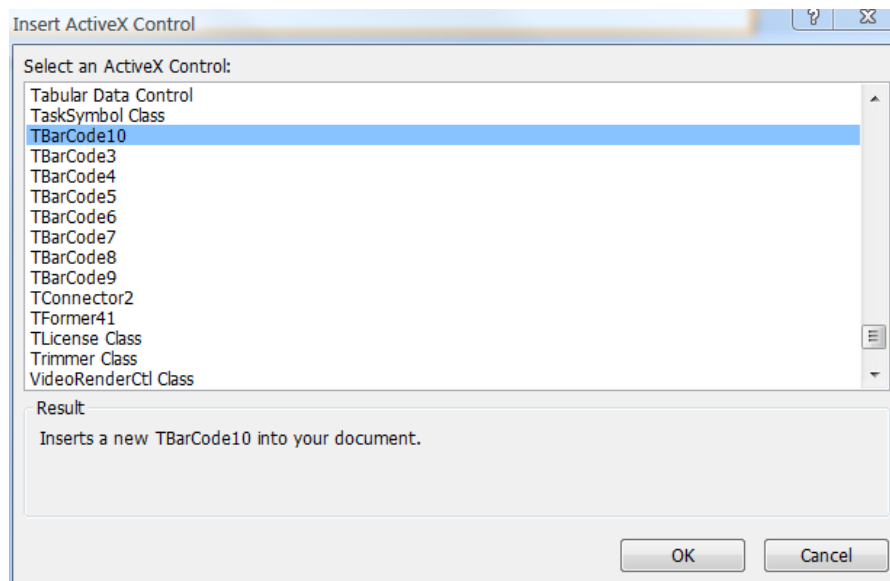 Insert ActiveX Control
Select an ActiveX Control:
Tabular Data Control
TaskSymbol Class
TBarCode10
TBarCode3
TBarCode4
TBarCode5
TBarCode6
TBarCode7
TBarCode8
TBarCode9
TConnector2
TFormer41
TLicense Class
Trimmer Class
VideoRenderCtl Class
Result
Inserts a new TBarCode10 into your document.
OK Cancel